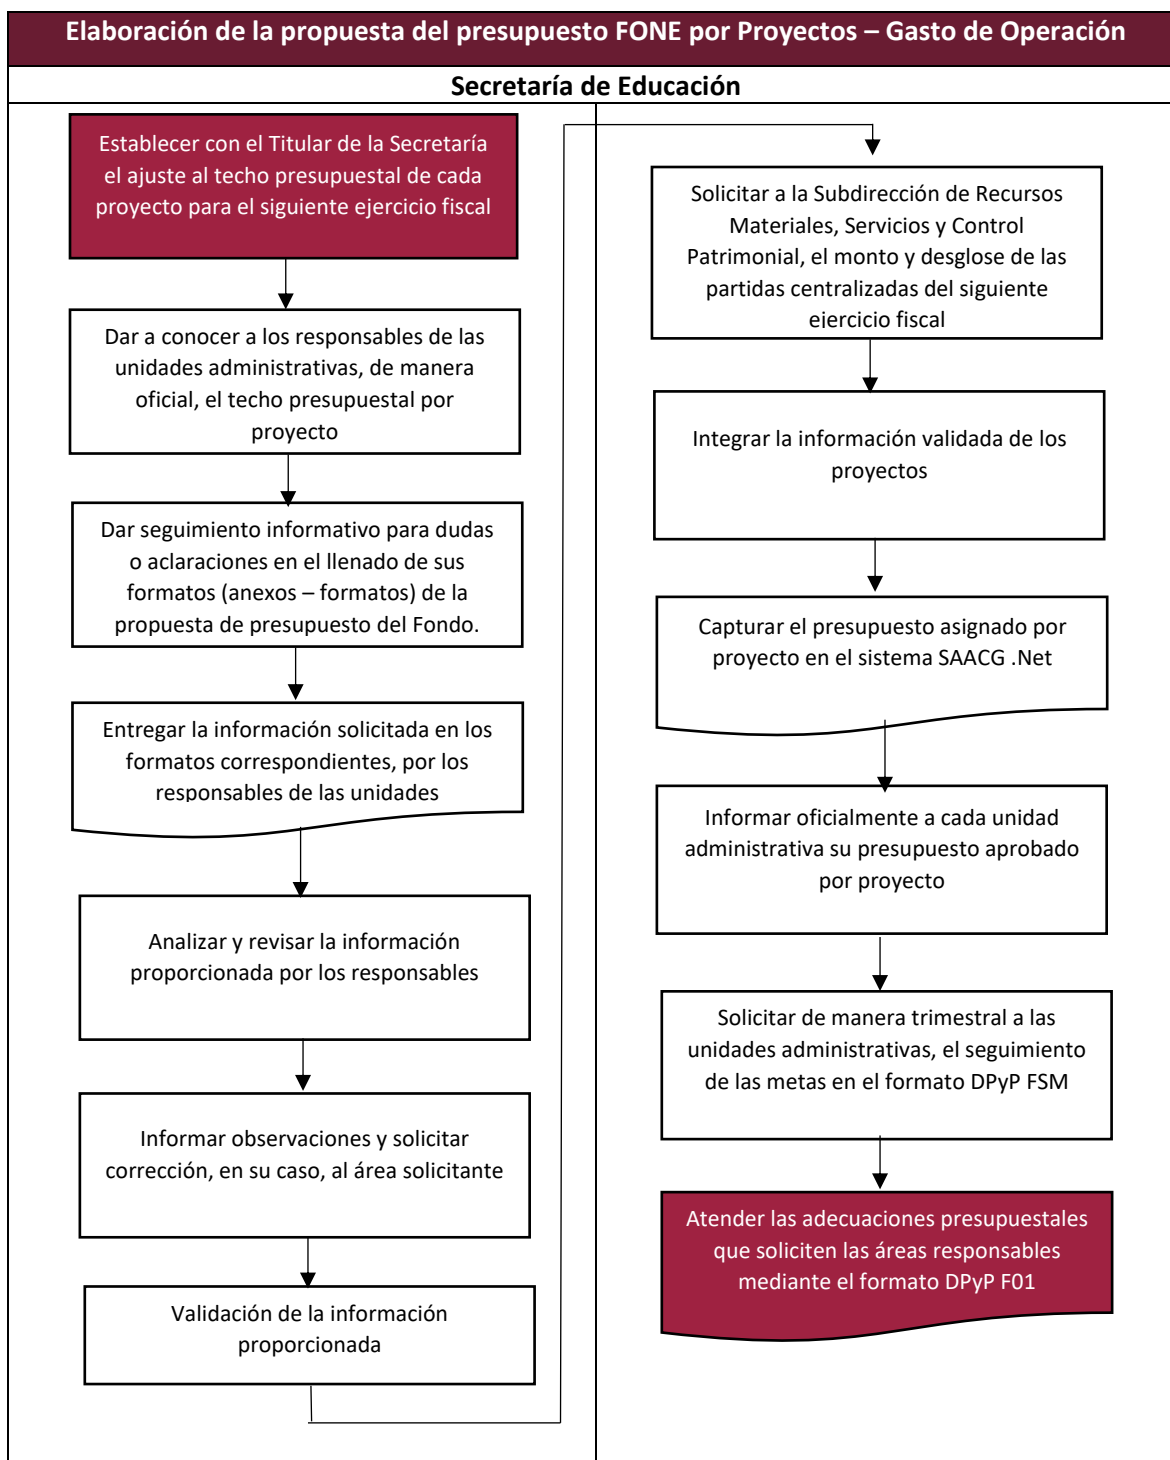 Elaboración de la propuesta del presupuesto FONE por Proyectos – Gasto de Operación
Secretaría de Educación
Establecer con el Titular de la Secretaría
el ajuste al techo presupuestal de cada
proyecto para el siguiente ejercicio fiscal
Dar a conocer a los responsables de las
unidades administrativas, de manera
oficial, el techo presupuestal por
proyecto
Dar seguimiento informativo para dudas
o aclaraciones en el llenado de sus
formatos (anexos – formatos) de la
propuesta de presupuesto del Fondo.
Entregar la información solicitada en los
formatos correspondientes, por los
responsables de las unidades
Analizar y revisar la información
proporcionada por los responsables
Informar observaciones y solicitar
corrección, en su caso, al área solicitante
Validación de la información
proporcionada
Solicitar a la Subdirección de Recursos
Materiales, Servicios y Control
Patrimonial, el monto y desglose de las
partidas centralizadas del siguiente
ejercicio fiscal
Integrar la información validada de los
proyectos
Capturar el presupuesto asignado por
proyecto en el sistema SAACG .Net
Informar oficialmente a cada unidad
administrativa su presupuesto aprobado
por proyecto
Solicitar de manera trimestral a las
unidades administrativas, el seguimiento
de las metas en el formato DPyP FSM
Atender las adecuaciones presupuestales
que soliciten las áreas responsables
mediante el formato DPyP F01